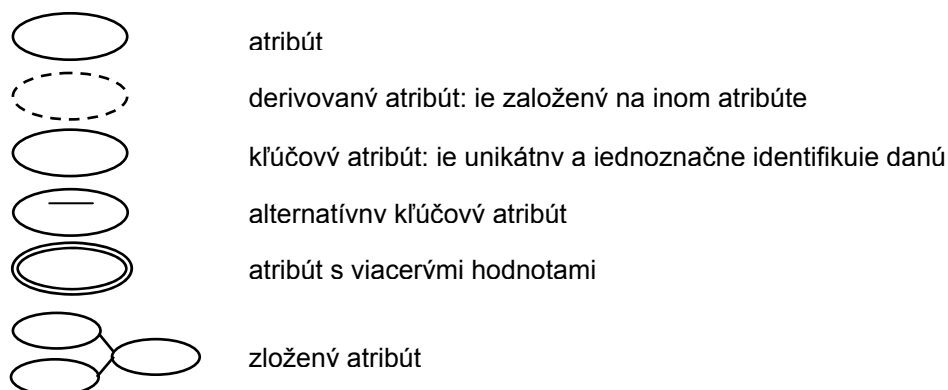 atribút
derivovaný atribút: je založený na inom atribúte
kľúčový atribút: je unikátny a jednoznačne identifikuje danú
alternatívny kľúčový atribút
atribút s viacerými hodnotami
zložený atribút